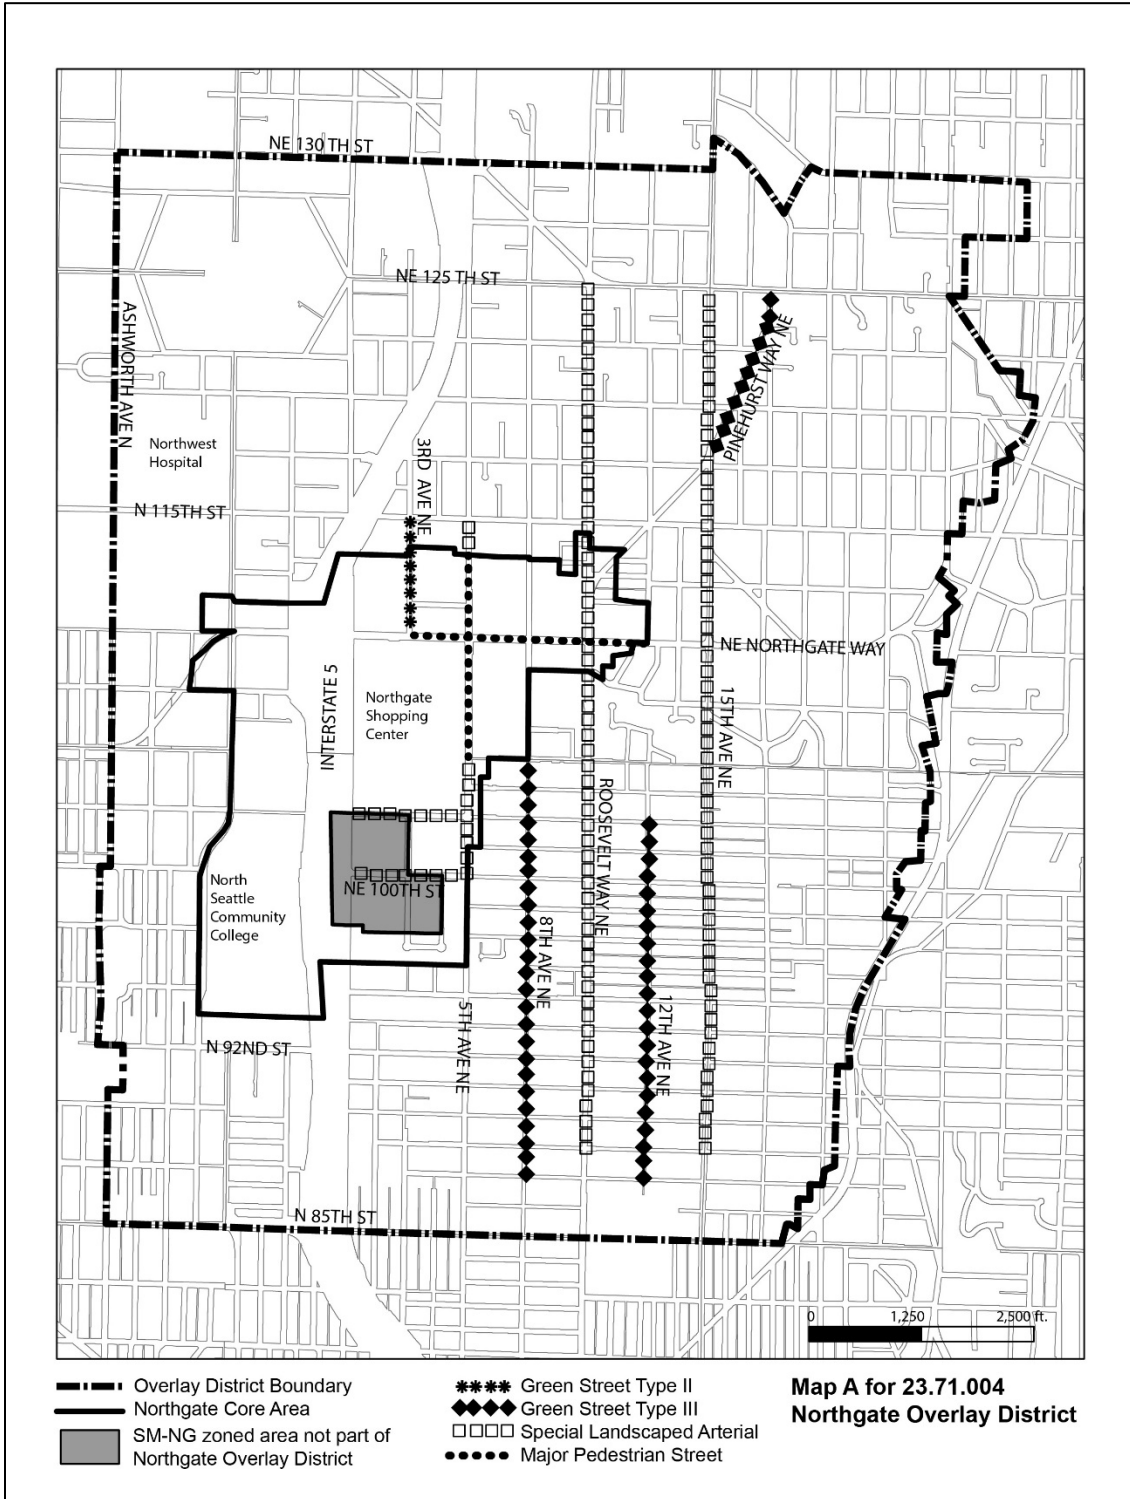 NE 130 TH ST
NE 125 TH ST
ASHWORTH AVE N
PINEHURST WAY NE
Northwest
Hospital
3RD AVE NE
N 115TH ST
NE NORTHGATE WAY
INTERSTATE 5
Northgate
Shopping
Center
15TH AVE NE
ROOSEVELT WAY NE
North
Seattle
Community
College
NE 100TH ST
8TH AVE NE
12TH AVE NE
5TH AVE NE
N 92ND ST
N 85TH ST
0 1,250 2,500 ft.
Overlay District Boundary
Northgate Core Area
SM-NG zoned area not part of
Northgate Overlay District
Green Street Type II
Green Street Type III
Special Landscaped Arterial
Major Pedestrian Street
Map A for 23.71.004
Northgate Overlay District